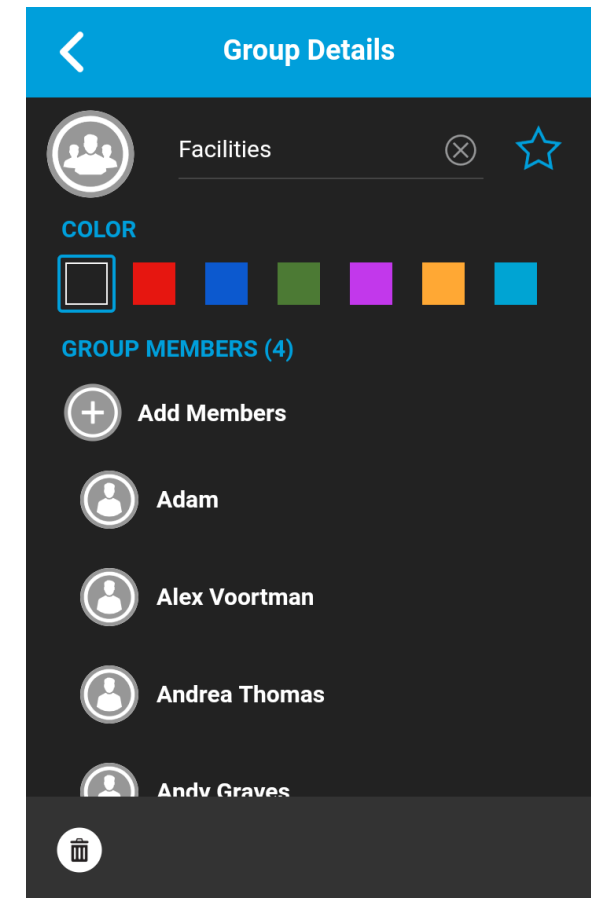 Group Details
Facilities
COLOR
GROUP MEMBERS (4)
Add Members
Adam
Alex Voortman
Andrea Thomas
Andy Graves